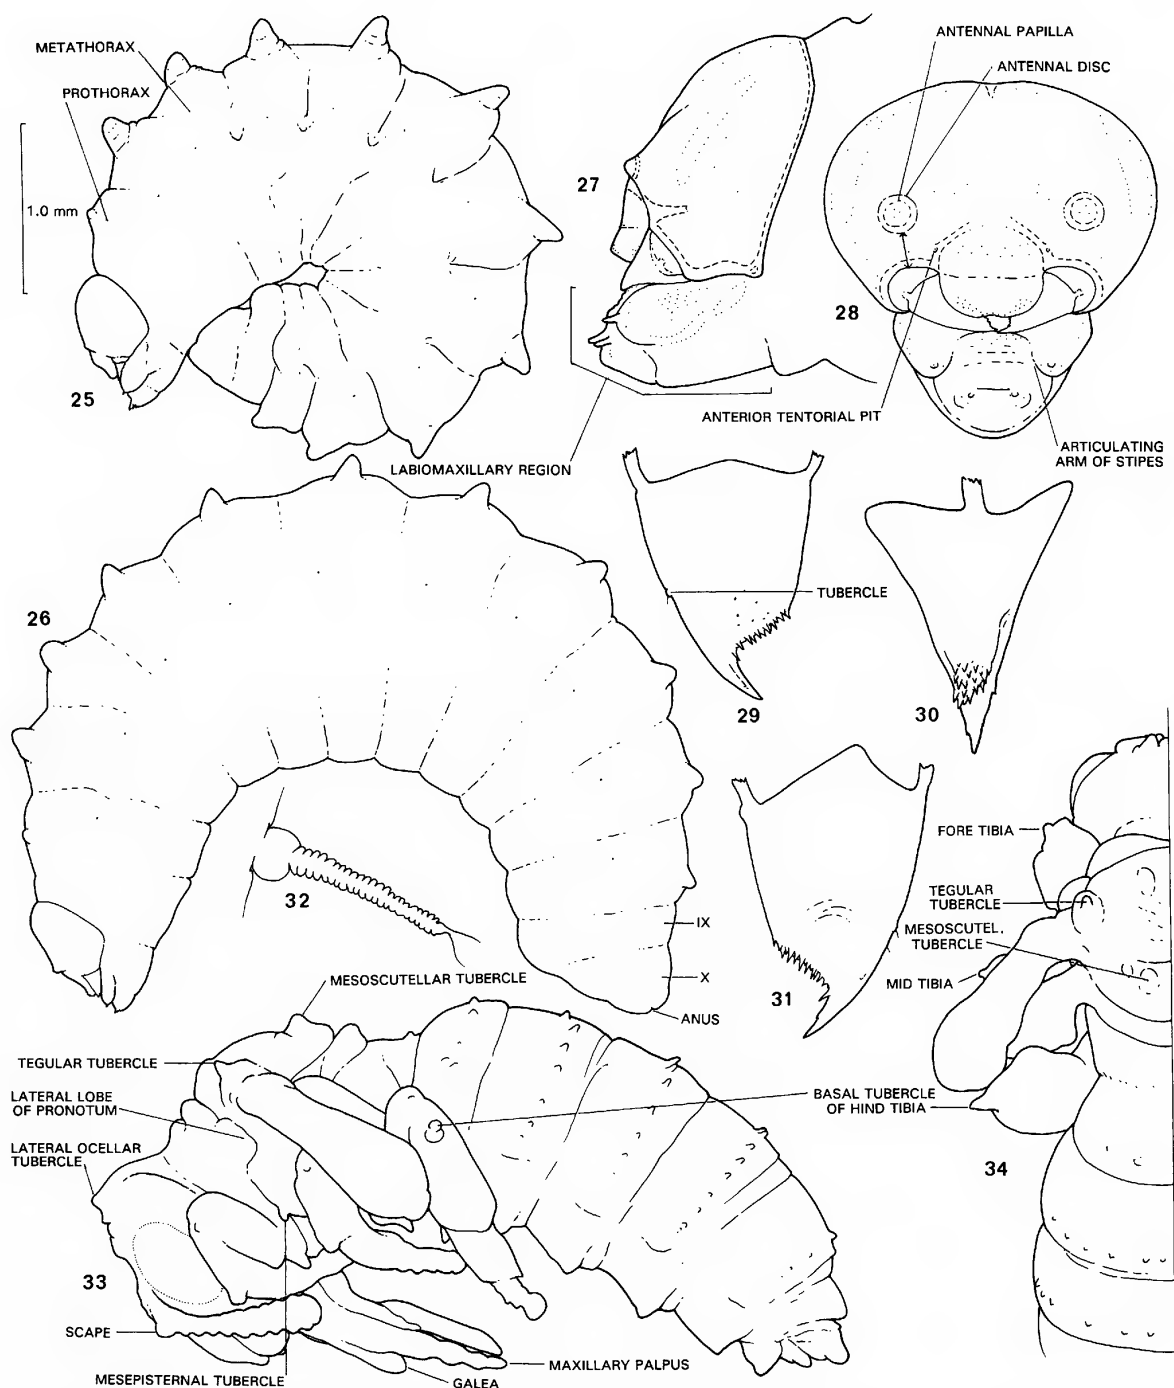 METATHORAX
PROTHORAX
1.0 mm
25
27
ANTENNAL PAPILLA
ANTENNAL DISC
28
ANTERIOR TENTORIAL PIT
LABIOMAXILLARY REGION
ARTICULATING
ARM OF STIPES
26
TUBERCLE
29
30
32
31
IX
X
ANUS
FORE TIBIA
TEGULAR
TUBERCLE
MESOSCUTEL.
TUBERCLE
MID TIBIA
34
MESOSCUTELLAR TUBERCLE
TEGULAR TUBERCLE
LATERAL LOBE
OF PRONOTUM
LATERAL OCELLAR
TUBERCLE
BASAL TUBERCLE
OF HIND TIBIA
33
SCAPE
MESEPISTERNAL TUBERCLE
GALEA
MAXILLARY PALPUS